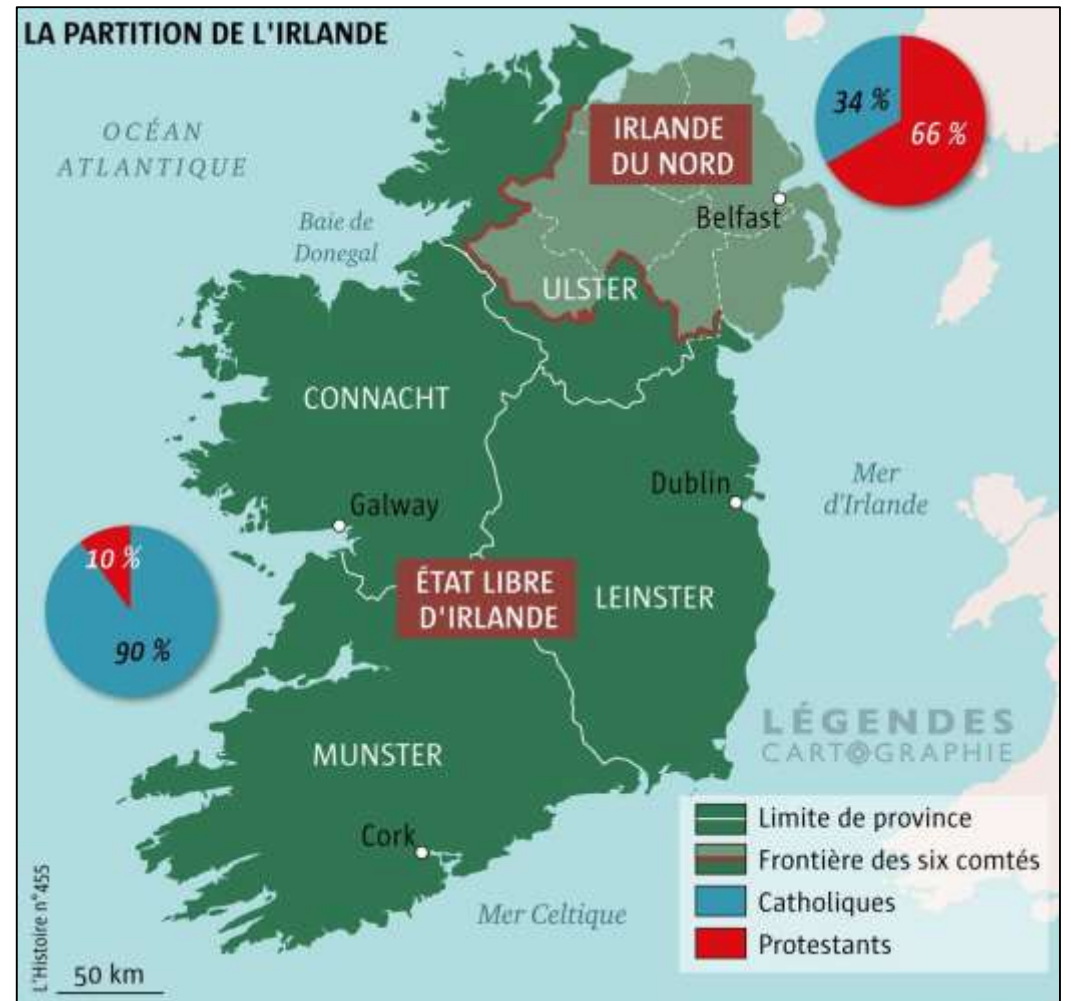 LA PARTITION DE L'IRLANDE
OCÉAN
ATLANTIQUE
IRLANDE
DU NORD
34 %
66 %
Belfast
Baie de
Donegal
ULSTER
CONNACHT
Dublin
Mer
d'Irlande
Galway
10 %
90 %
ÉTAT LIBRE
D'IRLANDE
LEINSTER
MUNSTER
LÉGENDES
CARTOGRAPHIE
Cork
Mer Celtique
Limite de province
Frontière des six comtés
Catholiques
Protestants
L'Histoire n°455
50 km